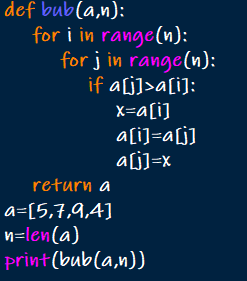 def bub(a,n):
    for i in range(n):
        for j in range(n):
            if a[j]>a[i]:
                x=a[i]
                a[i]=a[j]
                a[j]=x
    return a
a=[5,7,9,4]
n=len(a)
print(bub(a,n))